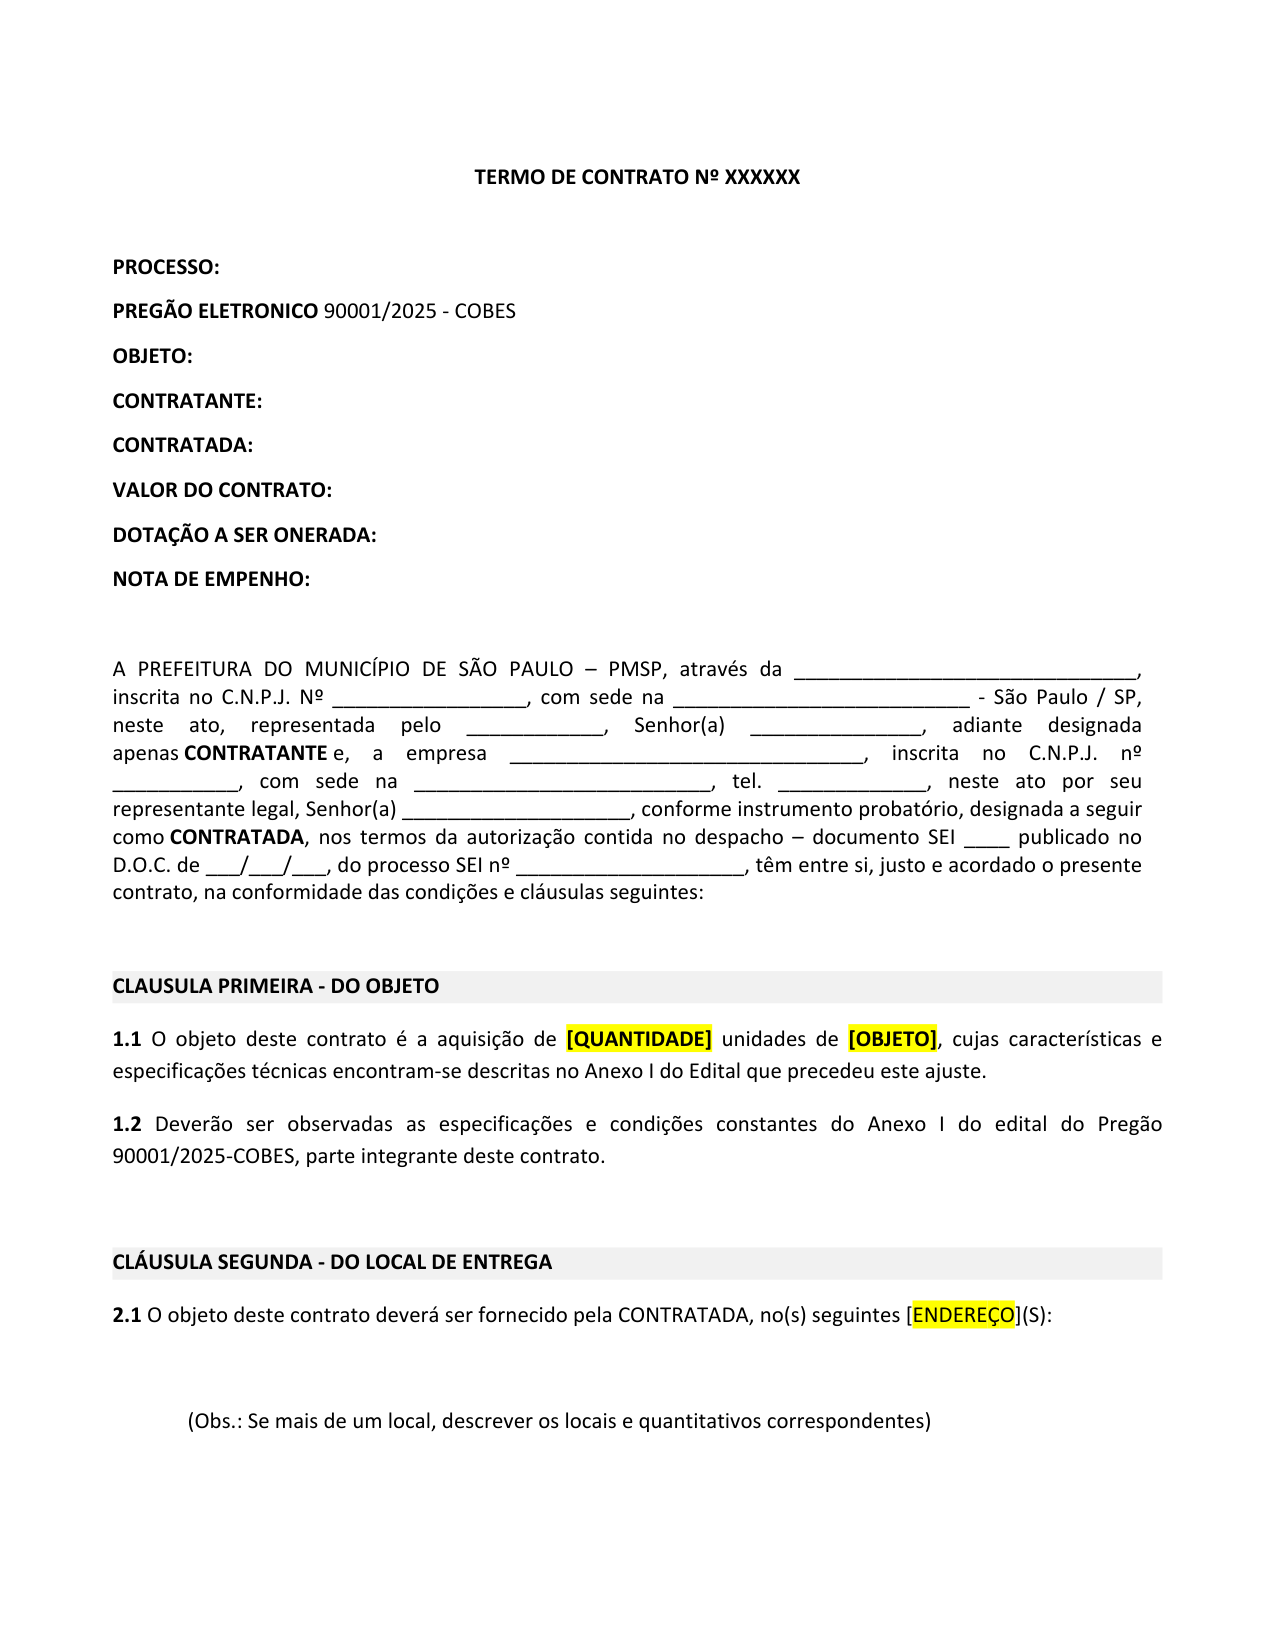 TERMO DE CONTRATO Nº XXXXXX
PROCESSO:
PREGÃO ELETRONICO 90001/2025 - COBES
OBJETO:
CONTRATANTE:
CONTRATADA:
VALOR DO CONTRATO:
DOTAÇÃO A SER ONERADA:
NOTA DE EMPENHO:
A PREFEITURA DO MUNICÍPIO DE SÃO PAULO – PMSP, através da ______________________________,
inscrita no C.N.P.J. Nº _________________, com sede na __________________________ - São Paulo / SP,
neste ato, representada pelo ____________, Senhor(a) _______________, adiante designada
apenas CONTRATANTE e, a empresa _______________________________, inscrita no C.N.P.J. nº
___________, com sede na __________________________, tel. _____________, neste ato por seu
representante legal, Senhor(a) ____________________, conforme instrumento probatório, designada a seguir
como CONTRATADA, nos termos da autorização contida no despacho – documento SEI ____ publicado no
D.O.C. de ___/___/___, do processo SEI nº ____________________, têm entre si, justo e acordado o presente
contrato, na conformidade das condições e cláusulas seguintes:
CLAUSULA PRIMEIRA - DO OBJETO
1.1 O objeto deste contrato é a aquisição de [QUANTIDADE] unidades de [OBJETO], cujas características e
especificações técnicas encontram-se descritas no Anexo I do Edital que precedeu este ajuste.
1.2 Deverão ser observadas as especificações e condições constantes do Anexo I do edital do Pregão
90001/2025-COBES, parte integrante deste contrato.
CLÁUSULA SEGUNDA - DO LOCAL DE ENTREGA
2.1 O objeto deste contrato deverá ser fornecido pela CONTRATADA, no(s) seguintes [ENDEREÇO](S):
(Obs.: Se mais de um local, descrever os locais e quantitativos correspondentes)